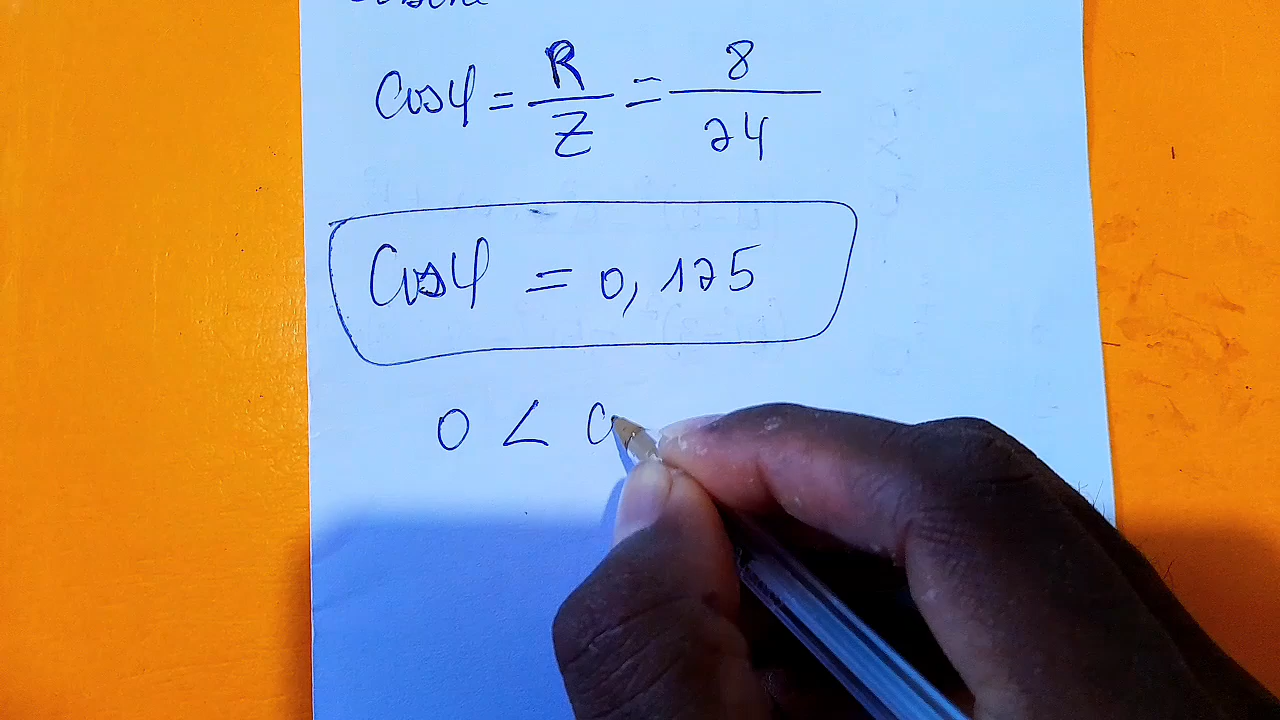 Cosφ = R/Z = 8/24
Cosφ = 0,125
0 < C